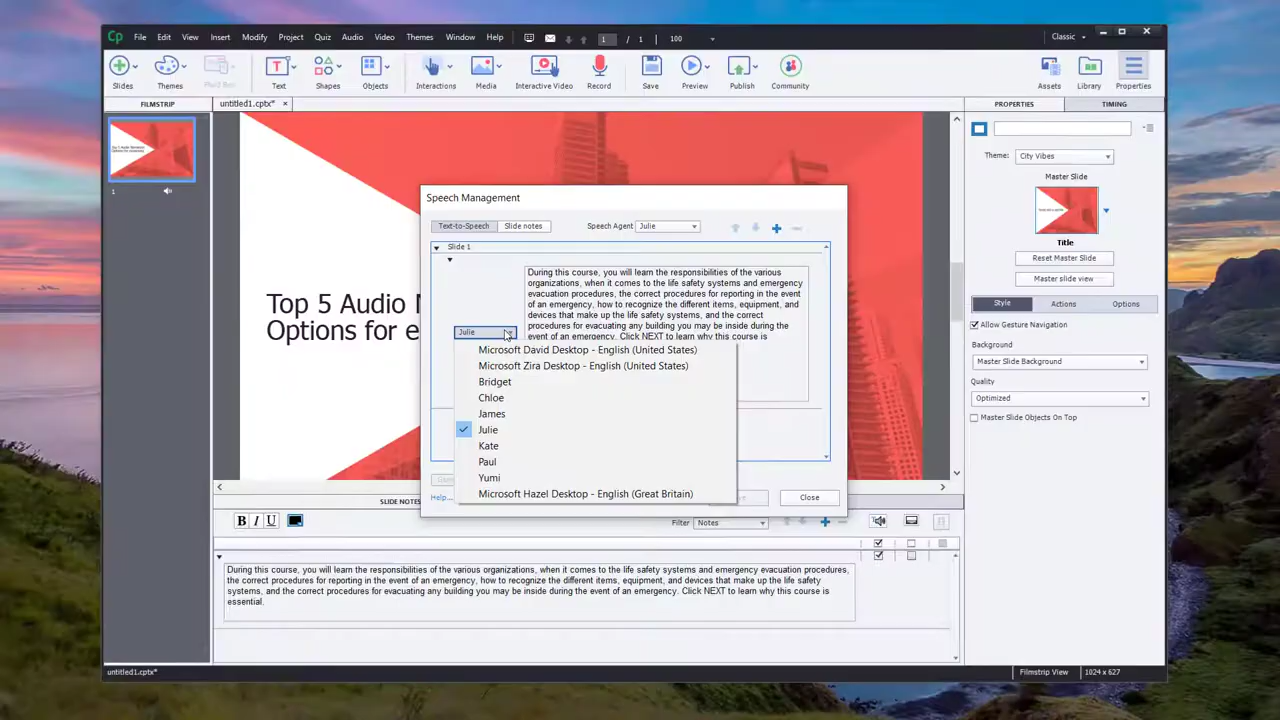 Cp File Edit View Insert Modify Project Quiz Audio Video Themes Window Help 1 / 1 100 Classic
Slides Themes Fluid Box Text Shapes Objects Interactions Media Interactive Video Record Save Preview Publish Community Assets Library Properties
FILMSTRIP untitled1.cptx* × PROPERTIES TIMING
Top 5 Audio Narration
Options for eLearning
1
Top 5 Audio
Options for e
Speech Management
Text-to-Speech Slide notes Speech Agent Julie
Slide 1
During this course, you will learn the responsibilities of the various
organizations, when it comes to the life safety systems and emergency
evacuation procedures, the correct procedures for reporting in the event
of an emergency, how to recognize the different items, equipment, and
devices that make up the life safety systems, and the correct
procedures for evacuating any building you may be inside during the
event of an emergency. Click NEXT to learn why this course is
Julie
Microsoft David Desktop - English (United States)
Microsoft Zira Desktop - English (United States)
Bridget
Chloe
James
Julie
Kate
Paul
Yumi
Microsoft Hazel Desktop - English (Great Britain)
Help... Close
Theme: City Vibes
Master Slide
Title
Reset Master Slide
Master slide view
Style Actions Options
Allow Gesture Navigation
Background
Master Slide Background
Quality
Optimized
Master Slide Objects On Top
SLIDE NOTES
B I U Filter Notes
During this course, you will learn the responsibilities of the various organizations, when it comes to the life safety systems and emergency evacuation procedures,
the correct procedures for reporting in the event of an emergency, how to recognize the different items, equipment, and devices that make up the life safety
systems, and the correct procedures for evacuating any building you may be inside during the event of an emergency. Click NEXT to learn why this course is
essential.
untitled1.cptx* Filmstrip View 1024 x 627